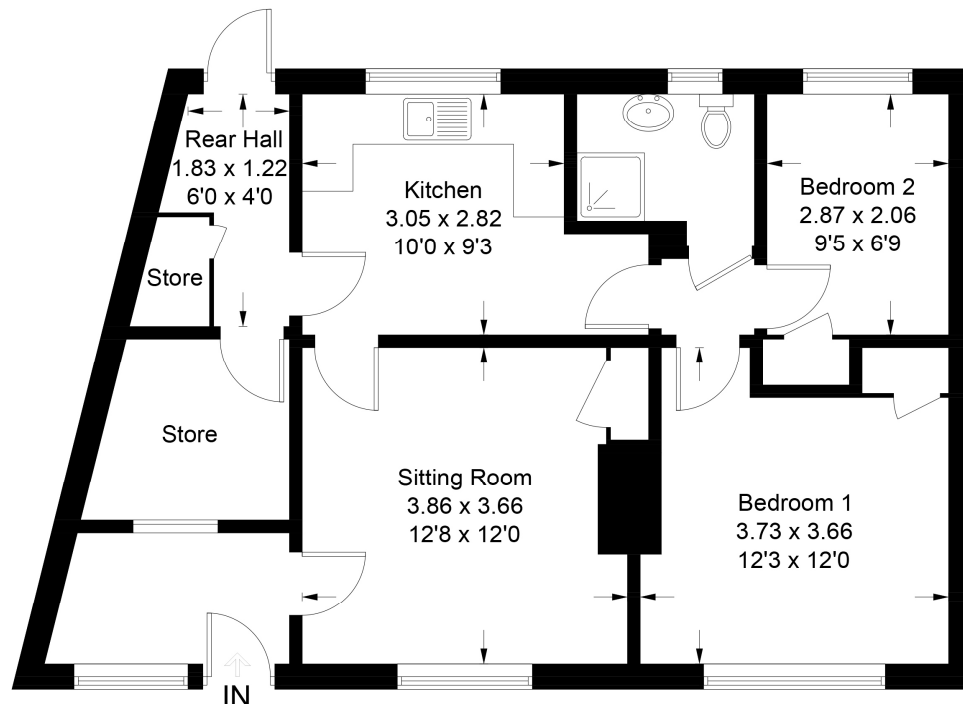 Rear Hall
1.83 x 1.22
6'0 x 4'0
Kitchen
3.05 x 2.82
10'0 x 9'3
Bedroom 2
2.87 x 2.06
9'5 x 6'9
Store
Store
Sitting Room
3.86 x 3.66
12'8 x 12'0
Bedroom 1
3.73 x 3.66
12'3 x 12'0
IN